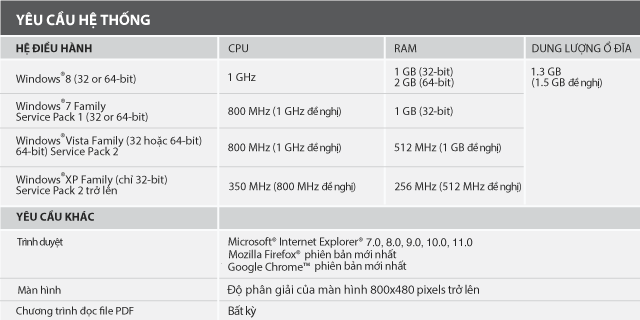 YÊU CẦU HỆ THỐNG
HỆ ĐIỀU HÀNH CPU RAM DUNG LƯỢNG Ổ ĐĨA
Windows®8 (32 or 64-bit) 1 GHz 1 GB (32-bit) 1.3 GB
2 GB (64-bit) (1.5 GB đề nghị)
Windows®7 Family
Service Pack 1 (32 or 64-bit) 800 MHz (1 GHz đề nghị) 1 GB (32-bit)
Windows®Vista Family (32 hoặc 64-bit)
64-bit) Service Pack 2 800 MHz (1 GHz đề nghị) 512 MHz (1 GB đề nghị)
Windows®XP Family (chỉ 32-bit)
Service Pack 2 trở lên 350 MHz (800 MHz đề nghị) 256 MHz (512 MHz đề nghị)
YÊU CẦU KHÁC
Trình duyệt Microsoft® Internet Explorer® 7.0, 8.0, 9.0, 10.0, 11.0
Mozilla Firefox® phiên bản mới nhất
Google Chrome™ phiên bản mới nhất
Màn hình Độ phân giải của màn hình 800x480 pixels trở lên
Chương trình đọc file PDF Bất kỳ